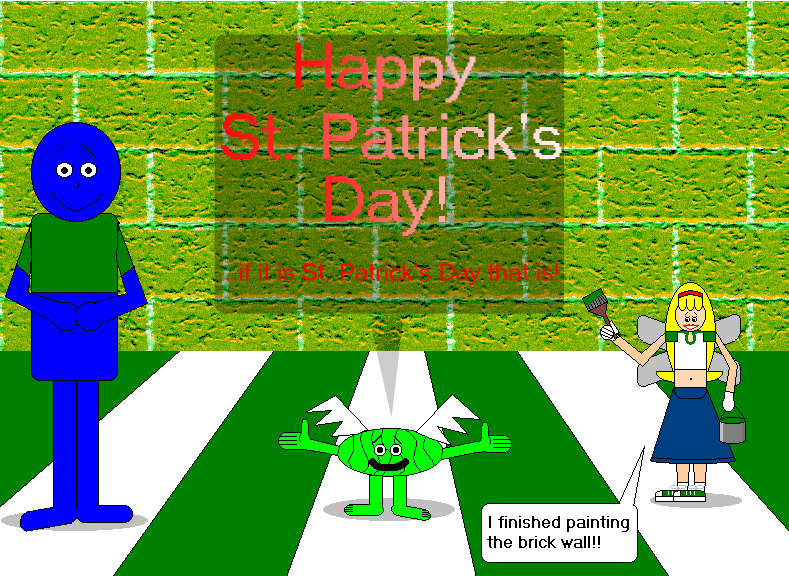 Happy
St. Patrick's
Day!
...if it is St. Patrick's Day that is!
I finished painting
the brick wall!!